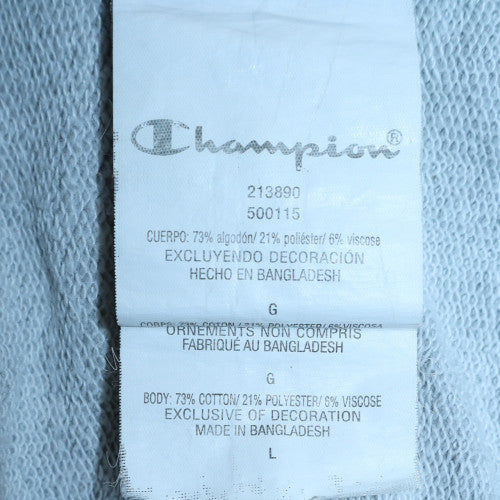 Champion®
213890
500115
CUERPO: 73% algodón/ 21% poliéster/ 6% viscose
EXCLUYENDO DECORACIÓN
HECHO EN BANGLADESH
G
ORNEMENTS NON COMPRIS
FABRIQUÉ AU BANGLADESH
G
BODY: 73% COTTON/ 21% POLYESTER/ 6% VISCOSE
EXCLUSIVE OF DECORATION
MADE IN BANGLADESH
L